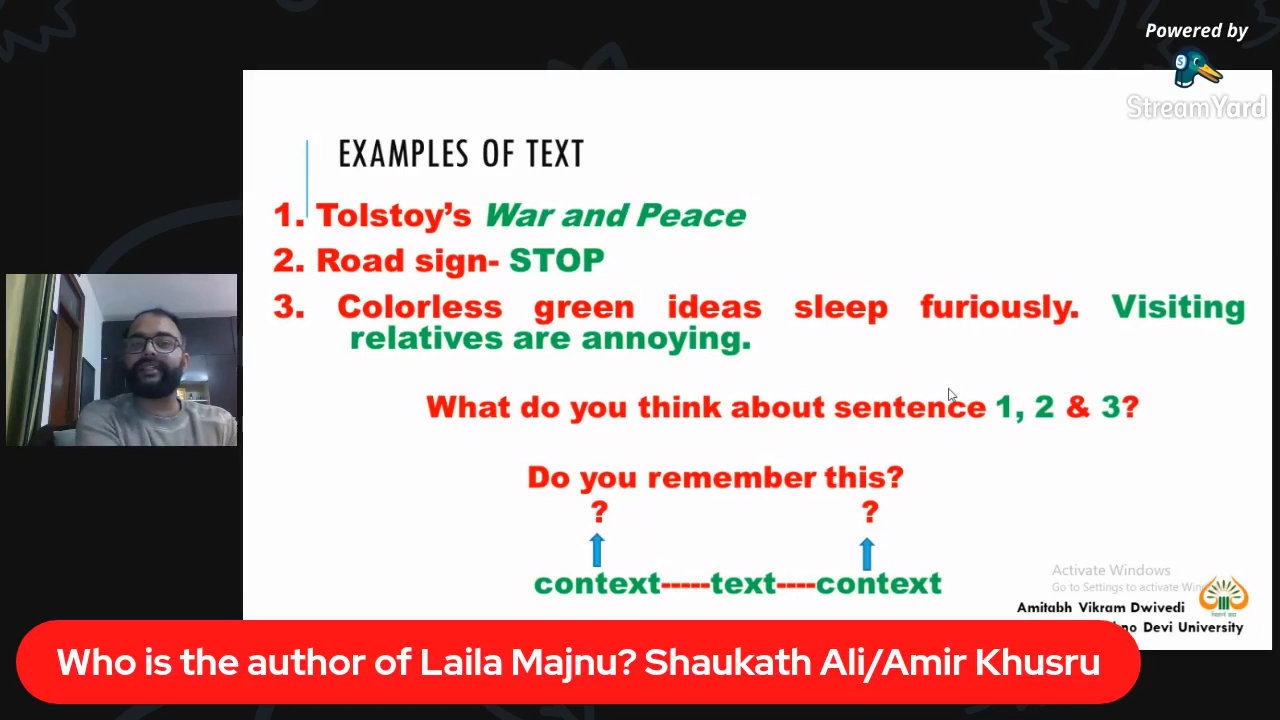 Powered by
StreamYard
EXAMPLES OF TEXT
1. Tolstoy's War and Peace
2. Road sign- STOP
3. Colorless green ideas sleep furiously. Visiting
relatives are annoying.
What do you think about sentence 1, 2 & 3?
Do you remember this?
? ?
context-----text----context
Activate Windows
Go to Settings to activate
Amitabh Vikram Dwivedi
Devi University
Who is the author of Laila Majnu? Shaukath Ali/Amir Khusru